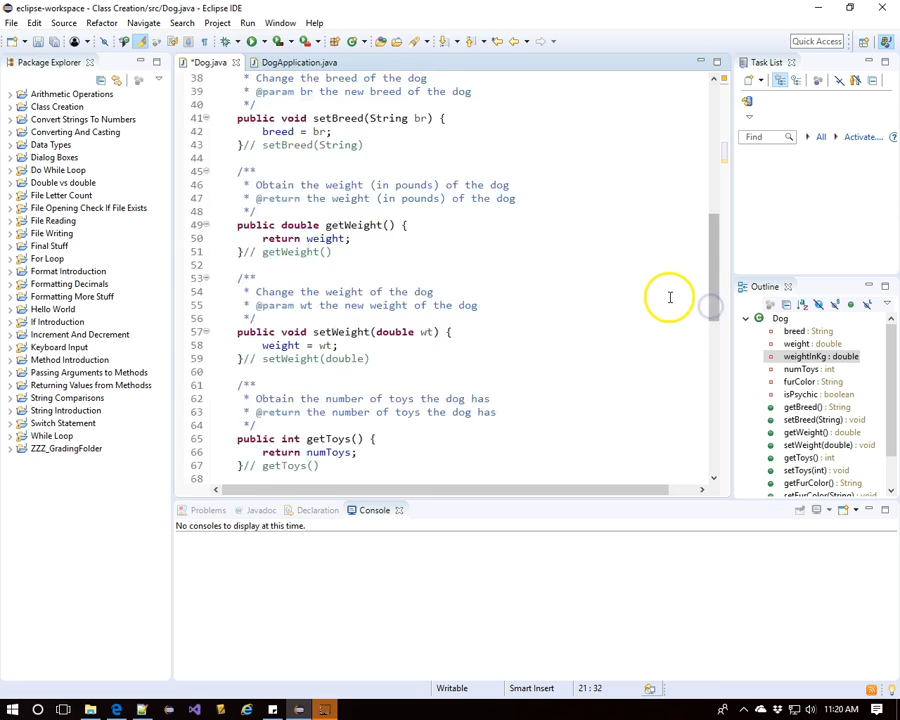 eclipse-workspace - Class Creation/src/Dog.java - Eclipse IDE
File Edit Source Refactor Navigate Search Project Run Window Help
Quick Access
Package Explorer
Arithmetic Operations
Class Creation
Convert Strings To Numbers
Converting And Casting
Data Types
Dialog Boxes
Do While Loop
Double vs double
File Letter Count
File Opening Check If File Exists
File Reading
File Writing
Final Stuff
For Loop
Format Introduction
Formatting Decimals
Formatting More Stuff
Hello World
If Introduction
Increment And Decrement
Keyboard Input
Method Introduction
Passing Arguments to Methods
Returning Values from Methods
String Comparisons
String Introduction
Switch Statement
While Loop
ZZZ_GradingFolder
*Dog.java DogApplication.java
38 * Change the breed of the dog
39 * @param br the new breed of the dog
40 */
41 public void setBreed(String br) {
42 breed = br;
43 }// setBreed(String)
44
45 /**
46 * Obtain the weight (in pounds) of the dog
47 * @return the weight (in pounds) of the dog
48 */
49 public double getWeight() {
50 return weight;
51 }// getWeight()
52
53 /**
54 * Change the weight of the dog
55 * @param wt the new weight of the dog
56 */
57 public void setWeight(double wt) {
58 weight = wt;
59 }// setWeight(double)
60
61 /**
62 * Obtain the number of toys the dog has
63 * @return the number of toys the dog has
64 */
65 public int getToys() {
66 return numToys;
67 }// getToys()
68
Task List
Find All Activate...
Outline
Dog
breed : String
weight : double
weightInKg : double
numToys : int
furColor : String
isPsychic : boolean
getBreed() : String
setBreed(String) : void
getWeight() : double
setWeight(double) : void
getToys() : int
setToys(int) : void
getFurColor() : String
setFurColor(String) : void
Problems Javadoc Declaration Console
No consoles to display at this time.
Writable Smart Insert 21 : 32
11:20 AM